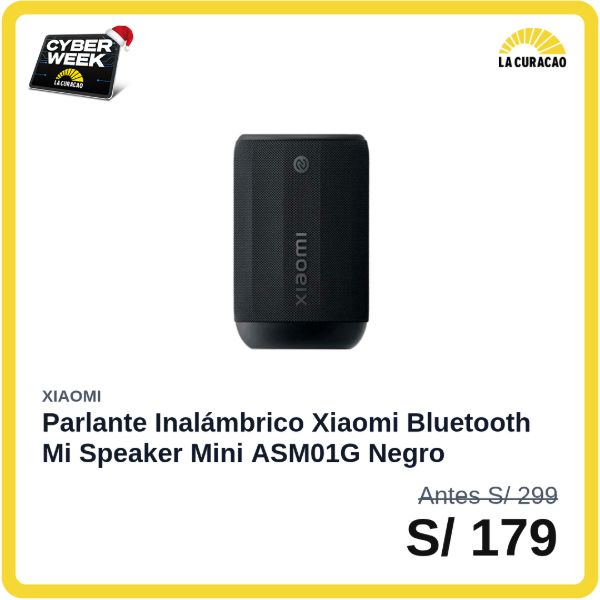 CYBER
WEEK
LA CURACAO
LA CURACAO
xiaomi
XIAOMI
Parlante Inalámbrico Xiaomi Bluetooth
Mi Speaker Mini ASM01G Negro
Antes S/ 299
S/ 179